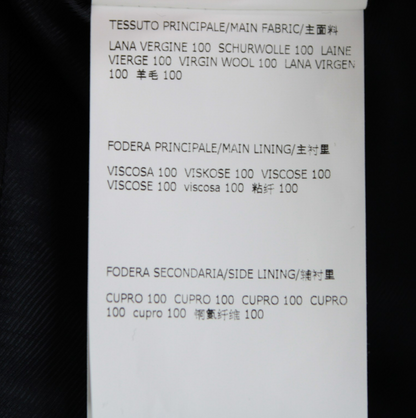 TESSUTO PRINCIPALE/MAIN FABRIC/主面料
LANA VERGINE 100 SCHURWOLLE 100 LAINE
VIERGE 100 VIRGIN WOOL 100 LANA VIRGEN
100 羊毛 100
FODERA PRINCIPALE/MAIN LINING/主衬里
VISCOSA 100 VISKOSE 100 VISCOSE 100
VISCOSE 100 viscosa 100 粘纤 100
FODERA SECONDARIA/SIDE LINING/辅衬里
CUPRO 100 CUPRO 100 CUPRO 100 CUPRO
100 cupro 100 铜氨纤维 100